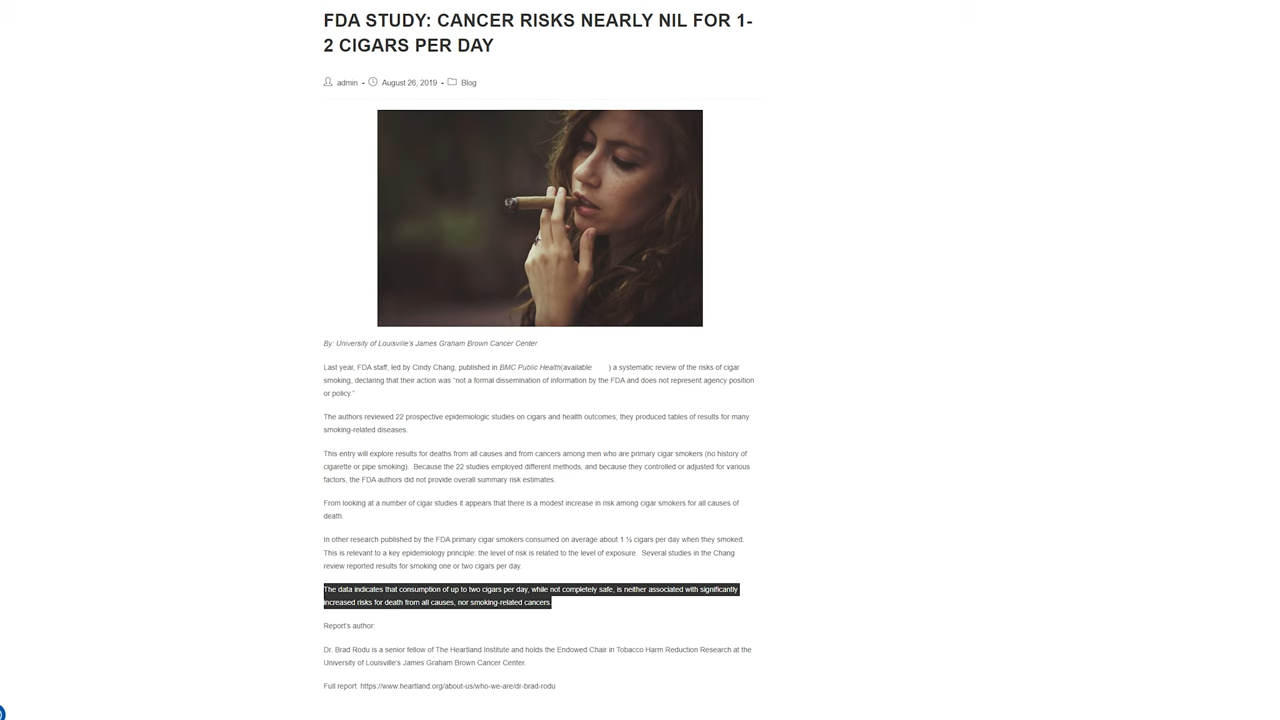 FDA STUDY: CANCER RISKS NEARLY NIL FOR 1-
2 CIGARS PER DAY
admin - August 26, 2019 - Blog
By: University of Louisville's James Graham Brown Cancer Center.
Last year, FDA staff, led by Cindy Chang, published in BMC Public Health(available ) a systematic review of the risks of cigar
smoking, declaring that their action was "not a formal dissemination of information by the FDA and does not represent agency position
or policy."
The authors reviewed 22 prospective epidemiologic studies on cigars and health outcomes; they produced tables of results for many
smoking-related diseases.
This entry will explore results for deaths from all causes and from cancers among men who are primary cigar smokers (no history of
cigarette or pipe smoking). Because the 22 studies employed different methods, and because they controlled or adjusted for various
factors, the FDA authors did not provide overall summary risk estimates.
From looking at a number of cigar studies it appears that there is a modest increase in risk among cigar smokers for all causes of
death.
In other research published by the FDA primary cigar smokers consumed on average about 1 ½ cigars per day when they smoked.
This is relevant to a key epidemiology principle: the level of risk is related to the level of exposure. Several studies in the Chang
review reported results for smoking one or two cigars per day.
The data indicates that consumption of up to two cigars per day, while not completely safe, is neither associated with significantly
increased risks for death from all causes, nor smoking-related cancers.
Report's author:
Dr. Brad Rodu is a senior fellow of The Heartland Institute and holds the Endowed Chair in Tobacco Harm Reduction Research at the
University of Louisville's James Graham Brown Cancer Center.
Full report: https://www.heartland.org/about-us/who-we-are/dr-brad-rodu